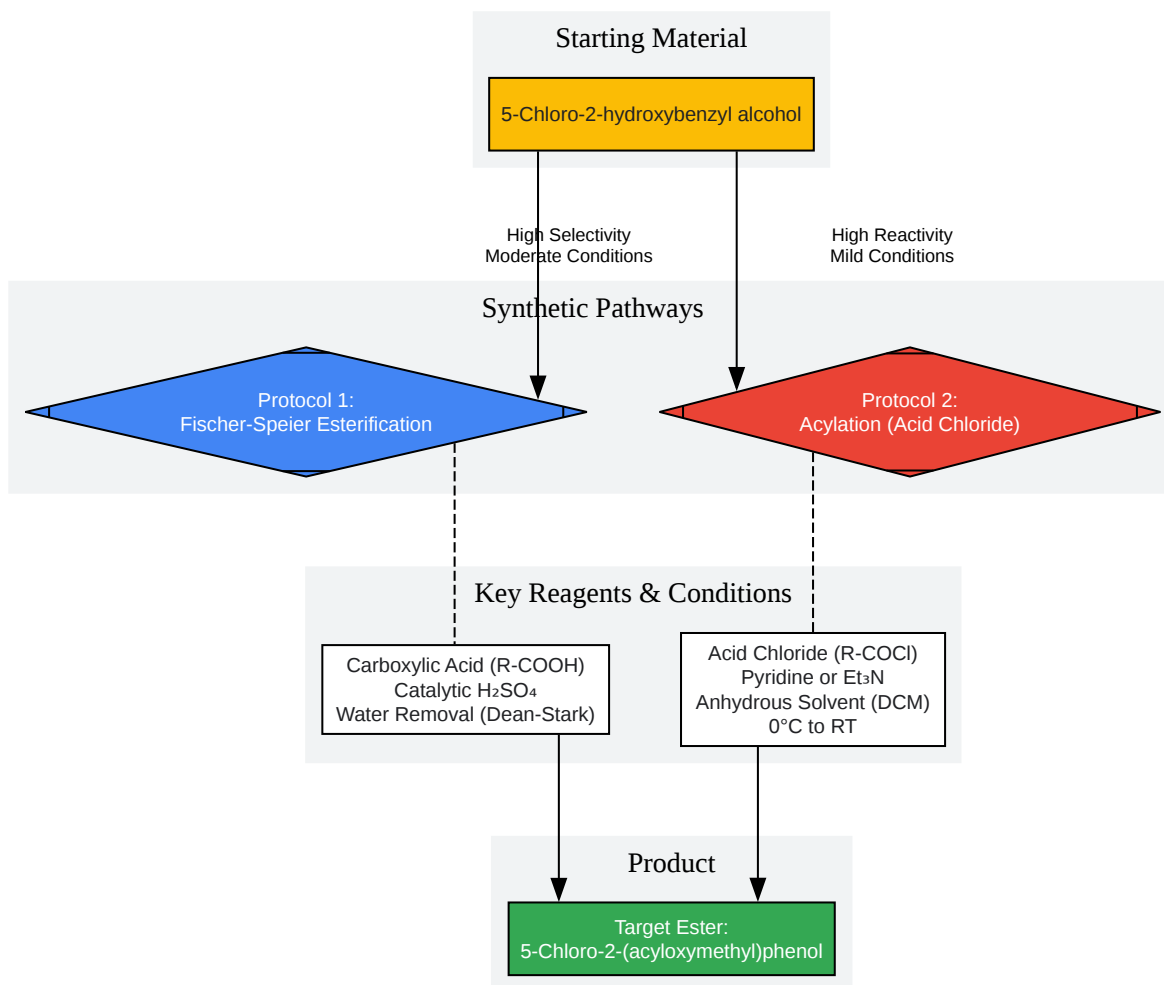 Starting Material
5-Chloro-2-hydroxybenzyl alcohol
High Selectivity
Moderate Conditions
High Reactivity
Mild Conditions
Synthetic Pathways
Protocol 1:
Fischer-Speier Esterification
Protocol 2:
Acylation (Acid Chloride)
Key Reagents & Conditions
Carboxylic Acid (R-COOH)
Catalytic H₂SO₄
Water Removal (Dean-Stark)
Acid Chloride (R-COCl)
Pyridine or Et₃N
Anhydrous Solvent (DCM)
0°C to RT
Product
Target Ester:
5-Chloro-2-(acyloxymethyl)phenol